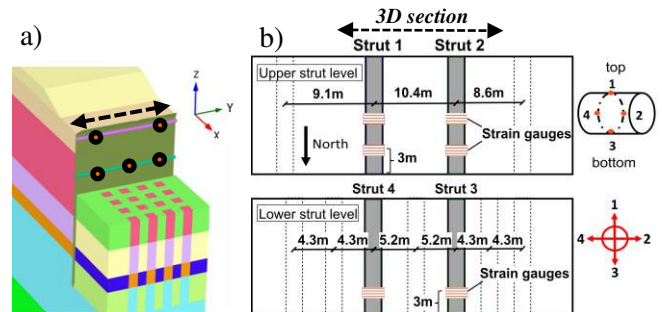 a)
Z
Y
X
b)
3D section
Strut 1
Strut 2
Upper strut level
9.1m
10.4m
8.6m
North
Strain gauges
3m
top
1
4
2
3
bottom
Strut 4
Strut 3
Lower strut level
4.3m
4.3m
5.2m
5.2m
4.3m
4.3m
Strain gauges
3m
1
4
2
3